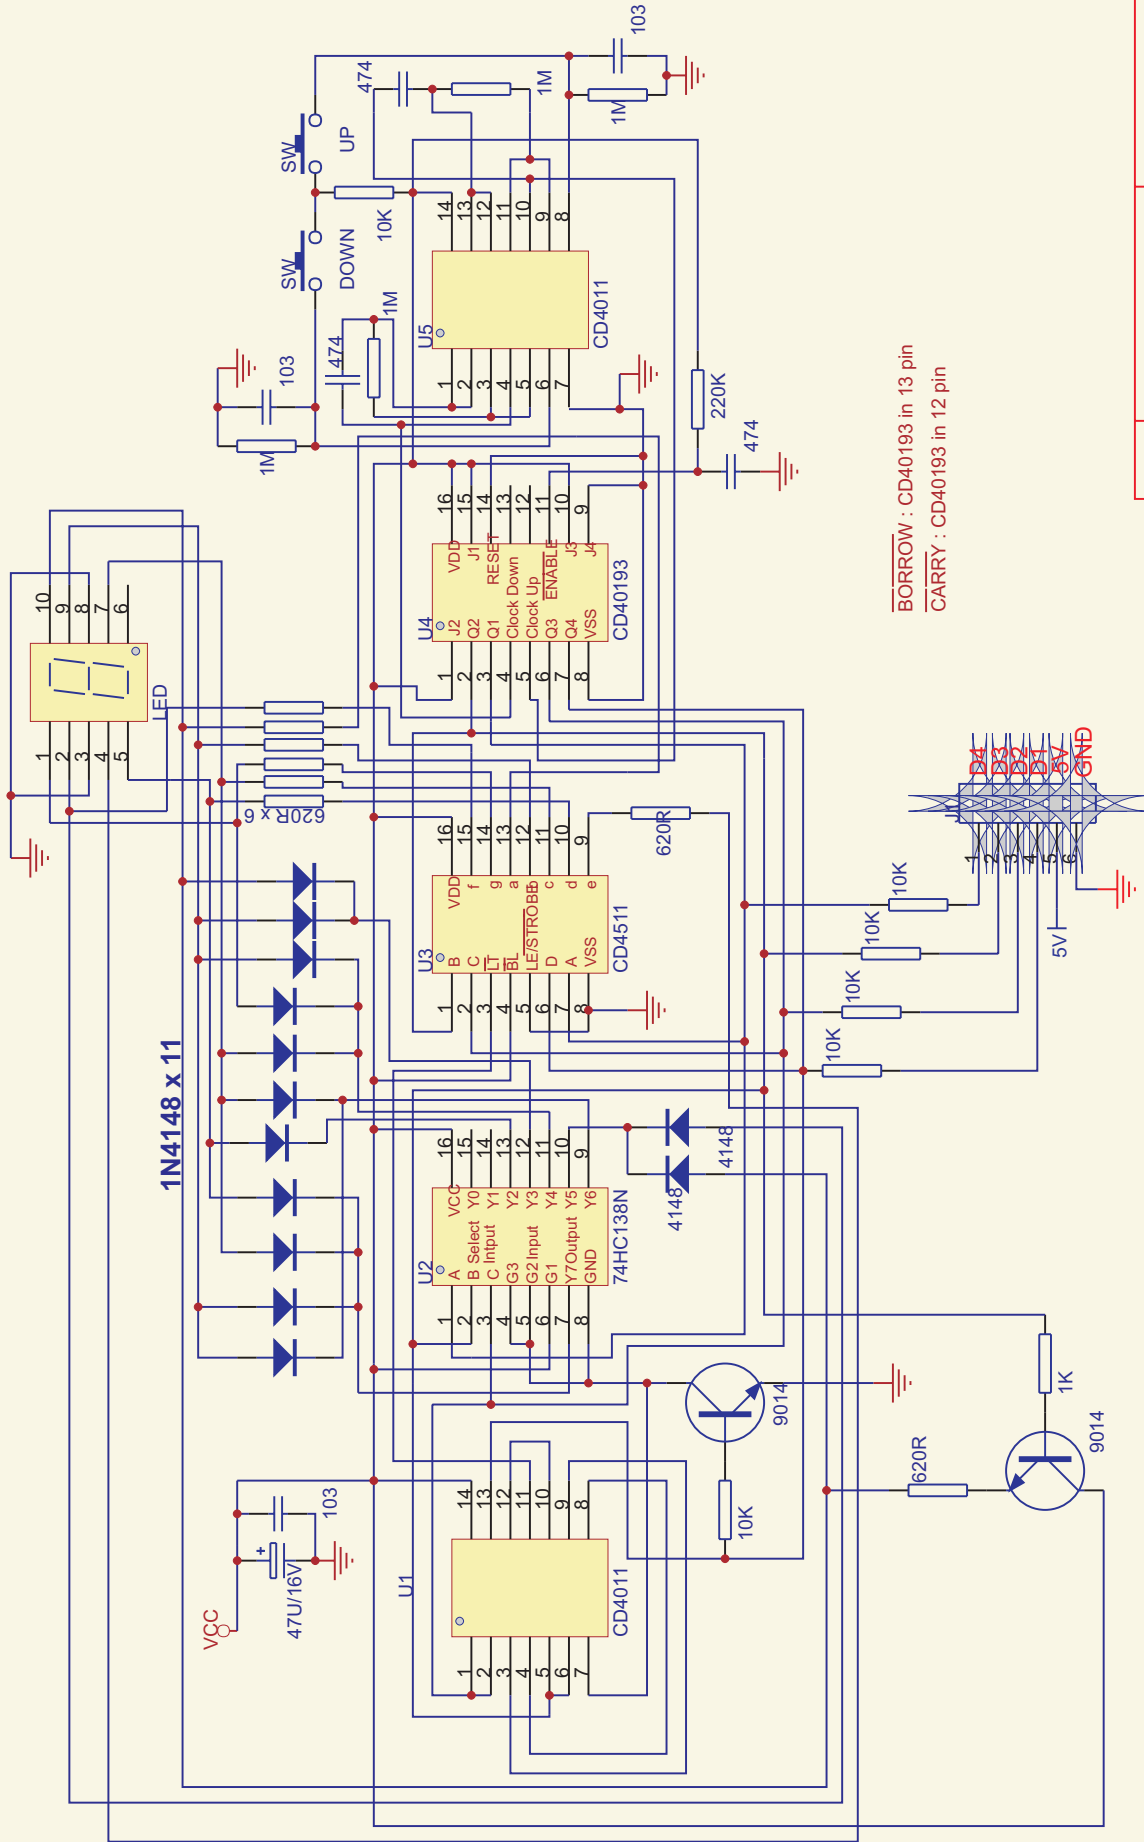 103
474
1M
1M
SW
UP
10K
SW
DOWN
14
13
12
11
10
9
8
U5
CD4011
1
2
3
4
5
6
7
1M
474
103
1M
220K
474
BORROW : CD40193 in 13 pin
CARRY : CD40193 in 12 pin
16
15
14
13
12
11
10
9
VDD
J1
RESET
Clock Down
Clock Up
ENABLE
J3
J4
U4
J2
Q2
Q1
Q3
Q4
VSS
CD40193
1
2
3
4
5
6
7
8
10
9
8
7
6
LED
1
2
3
4
5
620R x 6
620R
16
15
14
13
12
11
10
9
VDD
f
g
a
b
c
d
e
U3
B
C
LT
BL
LE/STROBE
D
A
VSS
CD4511
1
2
3
4
5
6
7
8
D4
D3
D2
D1
5V
GND
J1
1
2
3
4
5
6
5V
10K
10K
10K
10K
1N4148 x 11
16
15
14
13
12
11
10
9
VCC
Y0
Y1
Y2
Y3
Y4
Y5
Y6
U2
A
B Select
C Intput
G3
G2 Input
G1
Y7Output
GND
74HC138N
1
2
3
4
5
6
7
8
4148
4148
9014
10K
1K
9014
620R
VCC
+
47U/16V
103
14
13
12
11
10
9
8
U1
CD4011
1
2
3
4
5
6
7